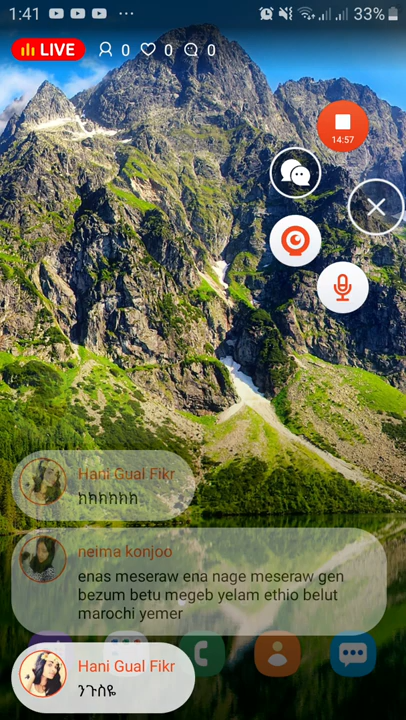 1:41
33%
LIVE
0
0
0
14:57
Hani Gual Fikr
ከከከከከከ
neima konjoo
enas meseraw ena nage meseraw gen
bezum betu megeb yelam ethio belut
marochi yemer
Hani Gual Fikr
ንጉስዬ